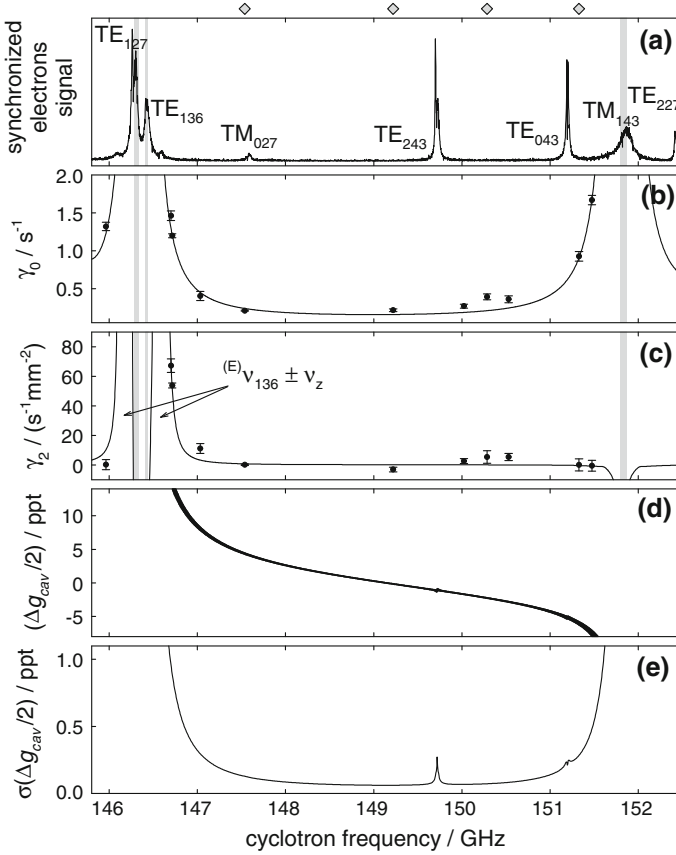 (a)
synchronized
electrons
signal
TE127
TE136
TM027
TE243
TE043
TM143
TE227
(b)
γ0 / s-1
2.0
1.5
1.0
0.5
(c)
γ2 / (s-1mm-2)
80
60
40
20
0
(E)ν136 ± νz
(d)
(Δgcav/2) / ppt
10
5
0
-5
(e)
σ(Δgcav/2) / ppt
1.0
0.5
0.0
146 147 148 149 150 151 152
cyclotron frequency / GHz